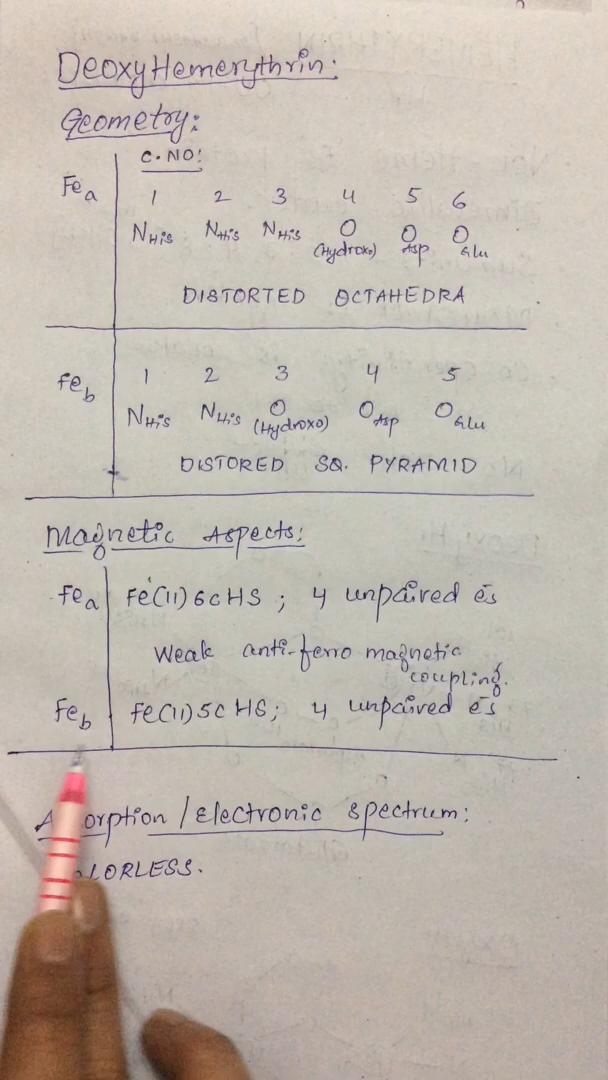 DeoxyHemerythrin:
Geometry:
C.NO:
Fea 1 2 3 4 5 6
NHis NHis NHis O (Hydroxo) O Asp O Glu
DISTORTED OCTAHEDRA
Feb 1 2 3 4 5
NHis NHis O (Hydroxo) OAsp OGlu
DISTORED SQ. PYRAMID
Magnetic Aspects:
Fea Fe(II) 6C HS ; 4 unpaired es
Weak anti-ferro magnetic
coupling.
Feb Fe(II) 5C HS; 4 unpaired es
/ Electronic spectrum: